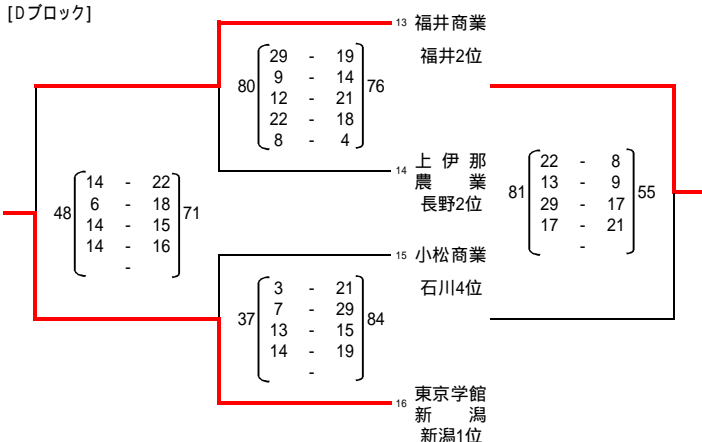 [Dブロック]
13 福井商業
福井2位
80 29 - 19 76
9 - 14
12 - 21
22 - 18
8 - 4
14 上伊那
農業
長野2位
48 14 - 22 71
6 - 18
14 - 15
14 - 16
-
81 22 - 8 55
13 - 9
29 - 17
17 - 21
-
15 小松商業
石川4位
37 3 - 21 84
7 - 29
13 - 15
14 - 19
-
16 東京学館
新潟
新潟1位